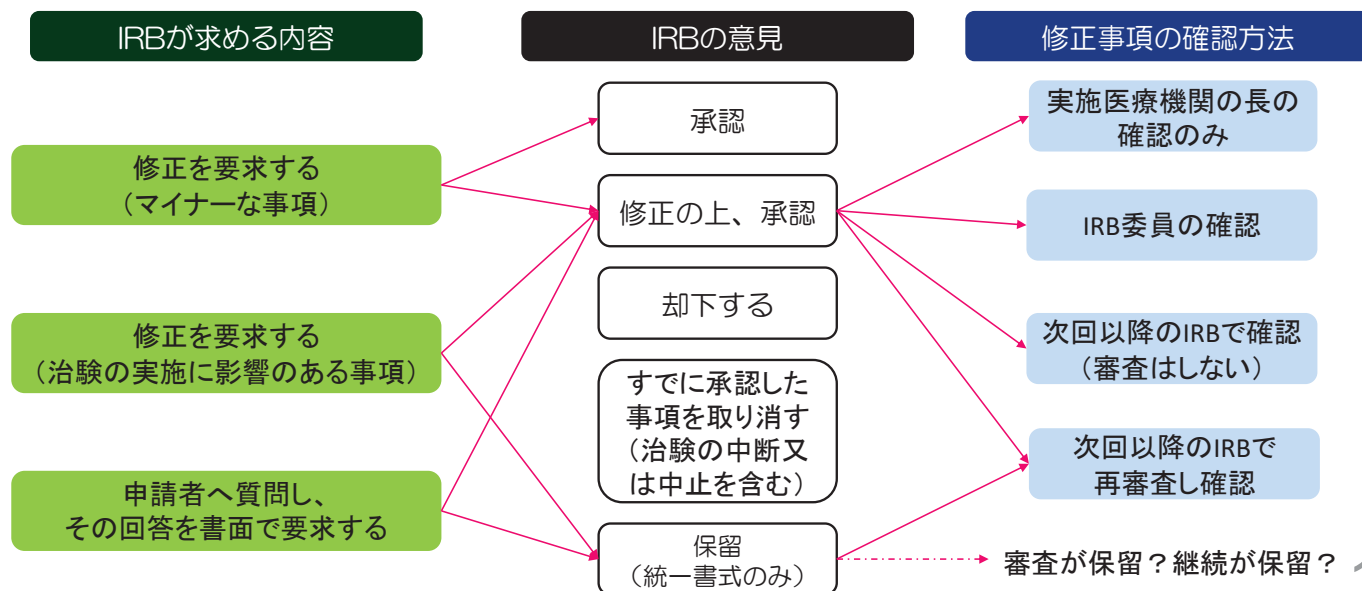 IRBが求める内容
IRBの意見
修正事項の確認方法
修正を要求する
（マイナーな事項）
修正を要求する
（治験の実施に影響のある事項）
申請者へ質問し、
その回答を書面で要求する
承認
修正の上、承認
却下する
すでに承認した
事項を取り消す
（治験の中断又
は中止を含む）
保留
（統一書式のみ）
実施医療機関の長の
確認のみ
IRB委員の確認
次回以降のIRBで確認
（審査はしない）
次回以降のIRBで
再審査し確認
審査が保留？継続が保留？